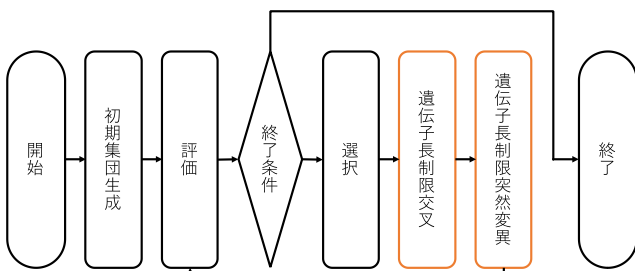 開始
初期集団生成
評価
終了条件
選択
遺伝子長制限交叉
遺伝子長制限突然変異
終了